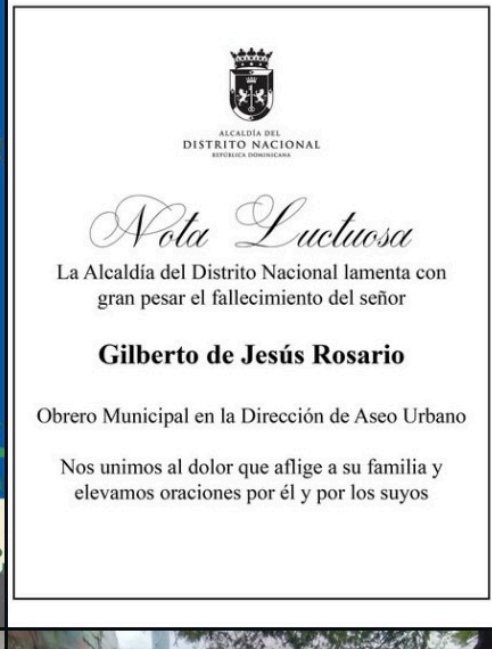 ALCALDÍA DEL
DISTRITO NACIONAL
REPÚBLICA DOMINICANA
Nota Luctuosa
La Alcaldía del Distrito Nacional lamenta con
gran pesar el fallecimiento del señor
Gilberto de Jesús Rosario
Obrero Municipal en la Dirección de Aseo Urbano
Nos unimos al dolor que aflige a su familia y
elevamos oraciones por él y por los suyos